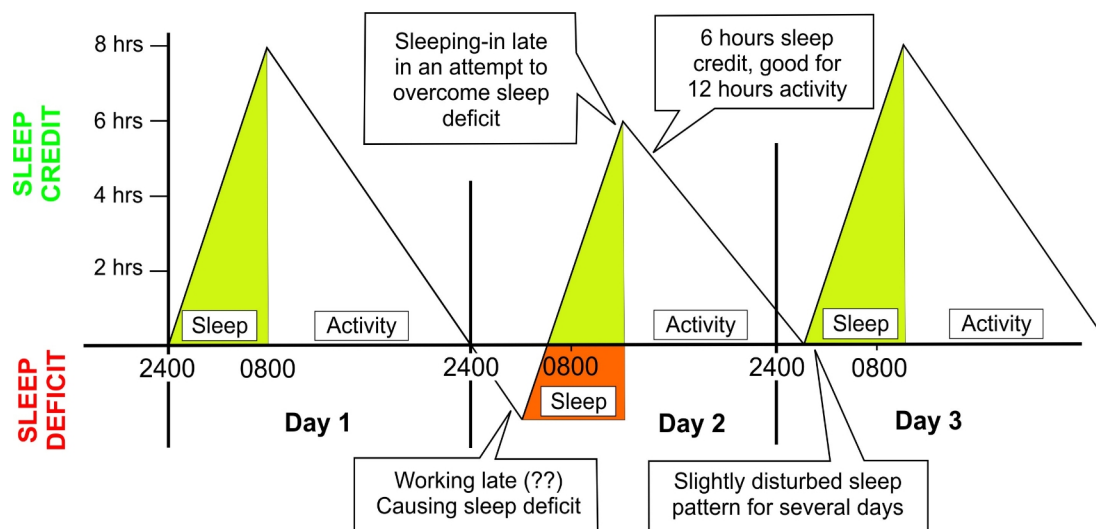 SLEEP
CREDIT
SLEEP
DEFICIT
8 hrs
6 hrs
4 hrs
2 hrs
Sleeping-in late
in an attempt to
overcome sleep
deficit
6 hours sleep
credit, good for
12 hours activity
Sleep
Activity
Activity
Sleep
Activity
2400
0800
2400
0800
2400
0800
Sleep
Day 1
Day 2
Day 3
Working late (??)
Causing sleep deficit
Slightly disturbed sleep
pattern for several days